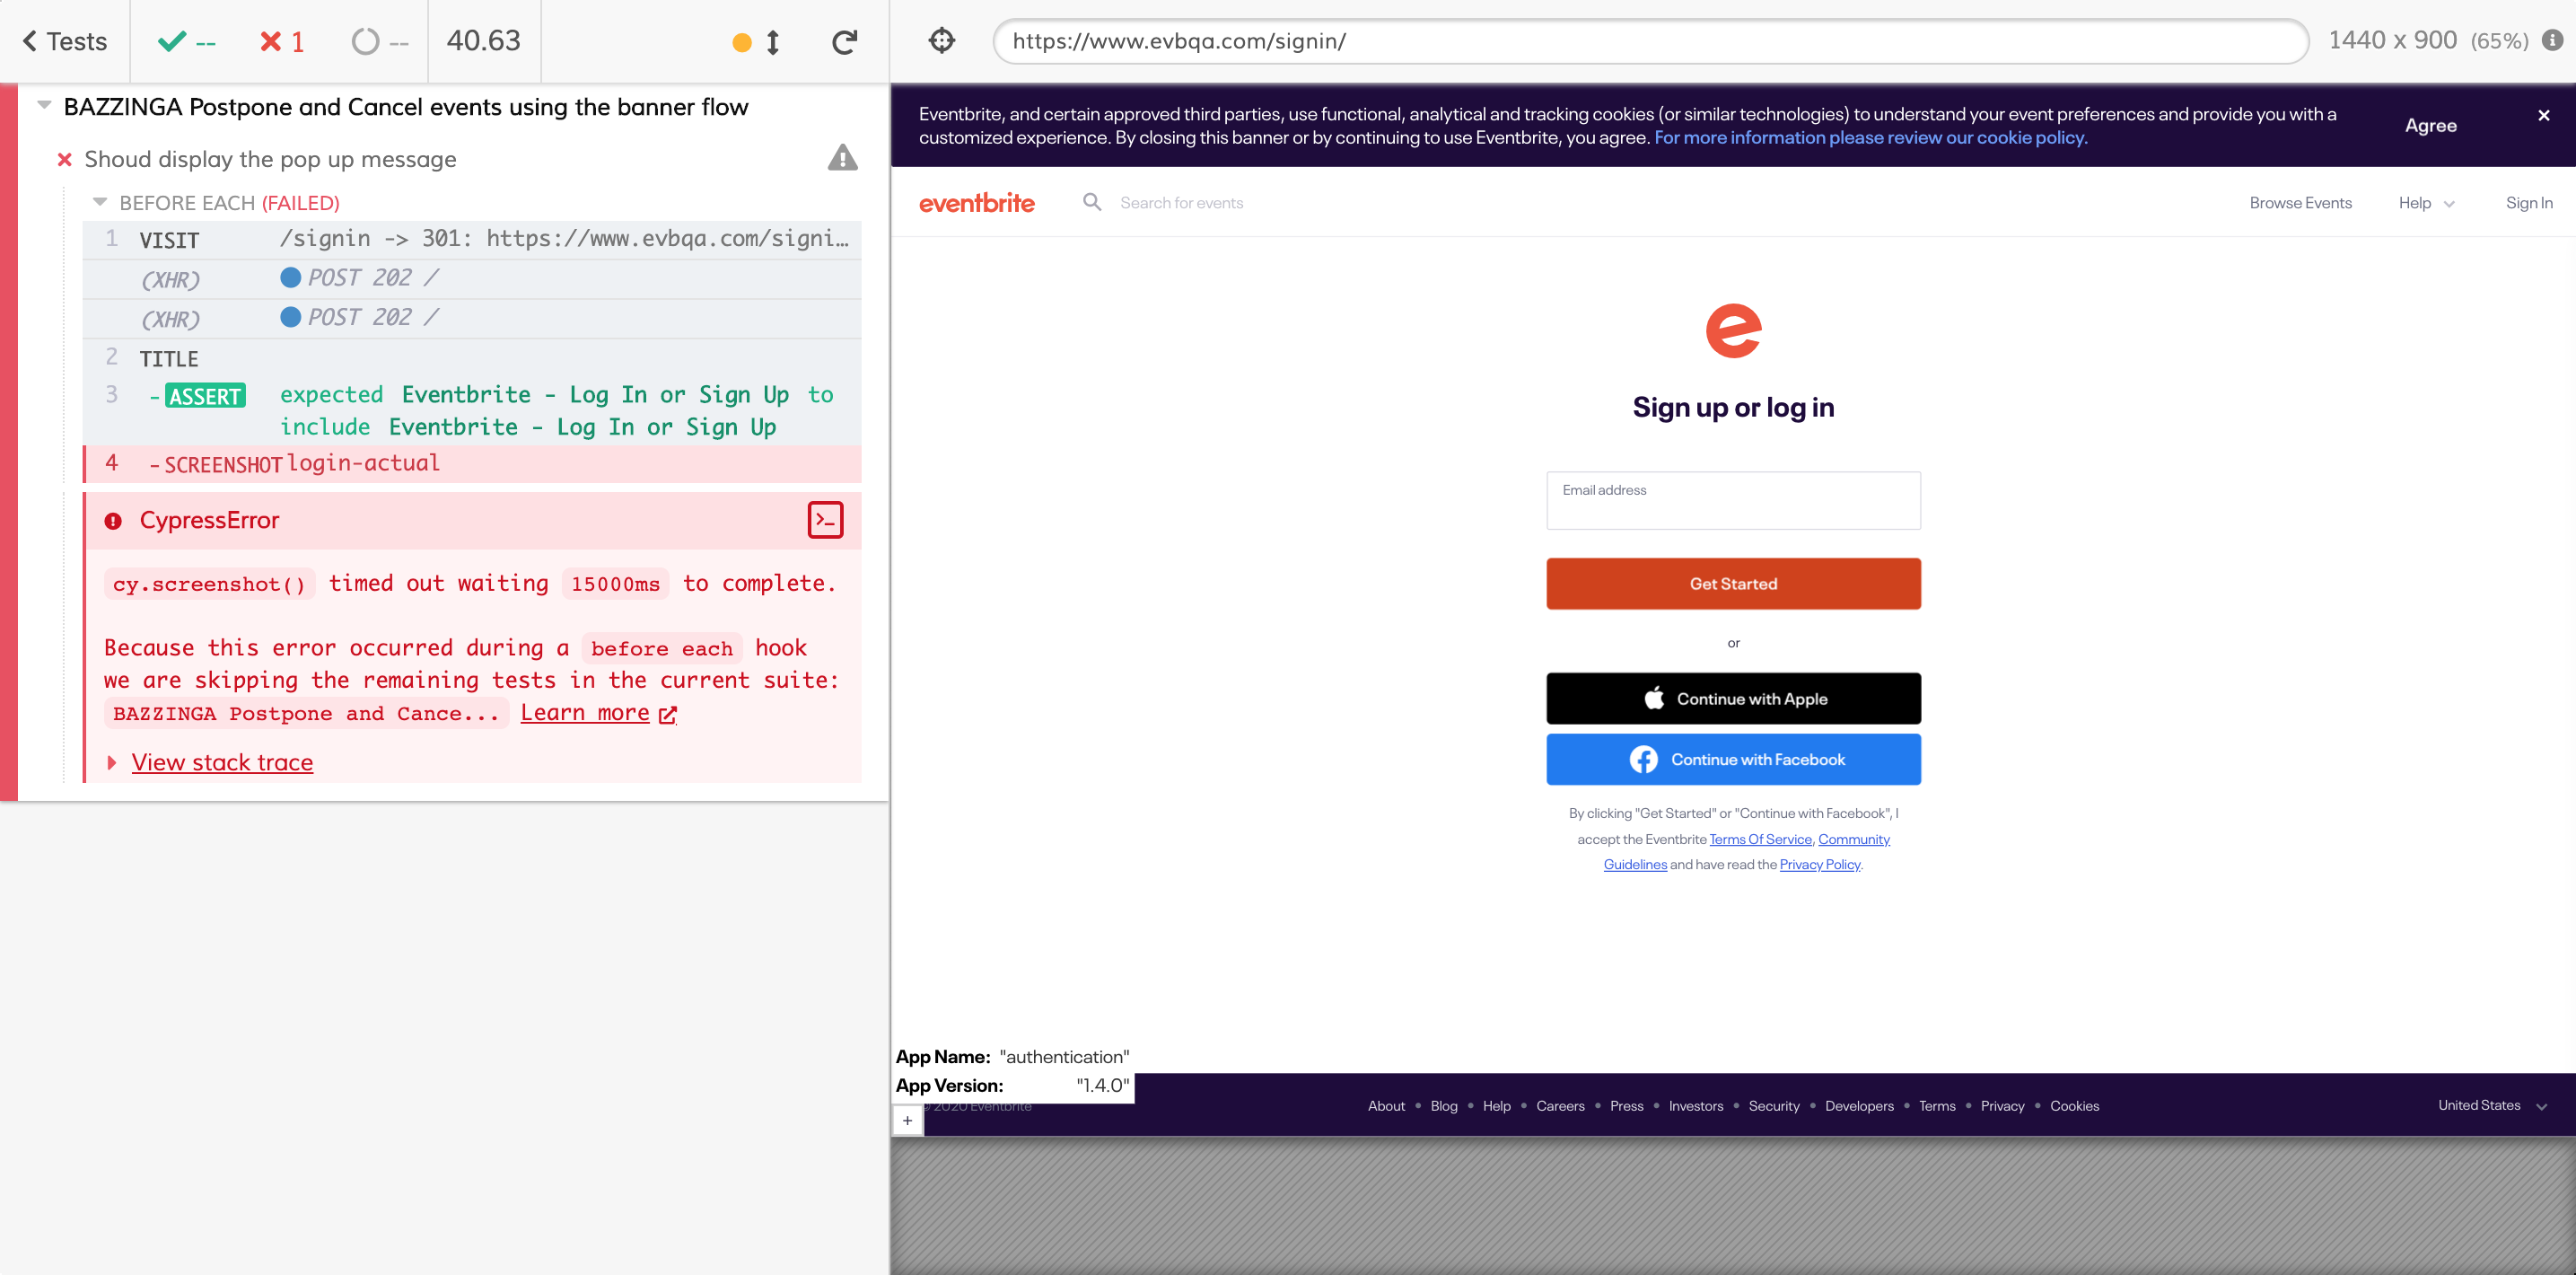 Tests
--
1
--
40.63
https://www.evbqa.com/signin/
1440 x 900 (65%)
BAZZINGA Postpone and Cancel events using the banner flow
Shoud display the pop up message
BEFORE EACH (FAILED)
1 VISIT /signin -> 301: https://www.evbqa.com/signi…
(XHR) POST 202 /
(XHR) POST 202 /
2 TITLE
3 -ASSERT expected Eventbrite - Log In or Sign Up to
include Eventbrite - Log In or Sign Up
4 -SCREENSHOT login-actual
CypressError
>_
cy.screenshot() timed out waiting 15000ms to complete.
Because this error occurred during a before each hook
we are skipping the remaining tests in the current suite:
BAZZINGA Postpone and Cance... Learn more
View stack trace
Eventbrite, and certain approved third parties, use functional, analytical and tracking cookies (or similar technologies) to understand your event preferences and provide you with a
customized experience. By closing this banner or by continuing to use Eventbrite, you agree. For more information please review our cookie policy.
Agree
eventbrite
Search for events
Browse Events
Help
Sign In
e
Sign up or log in
Email address
Get Started
or
Continue with Apple
Continue with Facebook
By clicking "Get Started" or "Continue with Facebook", I
accept the Eventbrite Terms Of Service, Community
Guidelines and have read the Privacy Policy.
App Name: "authentication"
App Version: "1.4.0"
+
© 2020 Eventbrite
About • Blog • Help • Careers • Press • Investors • Security • Developers • Terms • Privacy • Cookies
United States